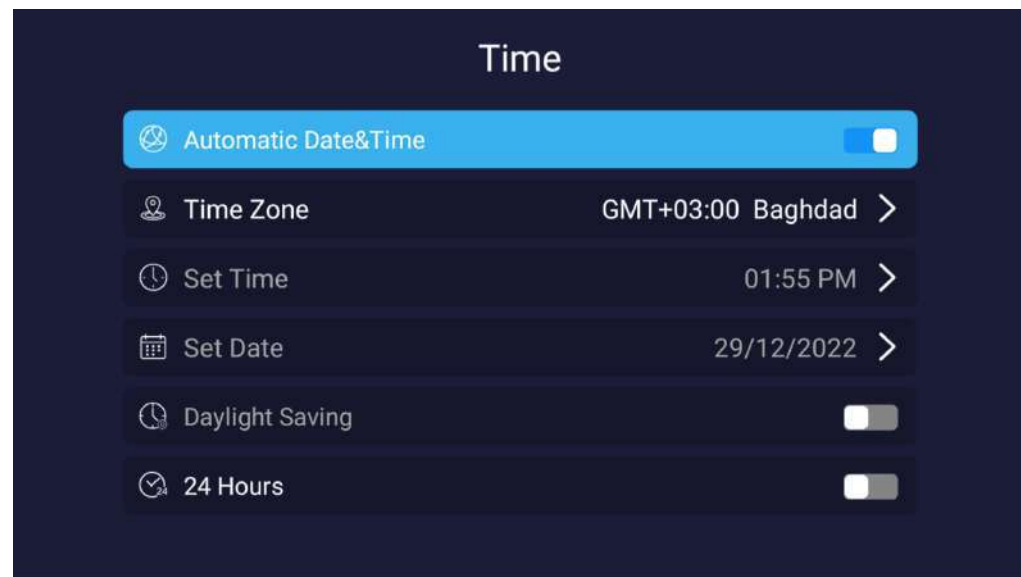 Time
Automatic Date&Time
Time Zone GMT+03:00 Baghdad
Set Time 01:55 PM
Set Date 29/12/2022
Daylight Saving
24 Hours